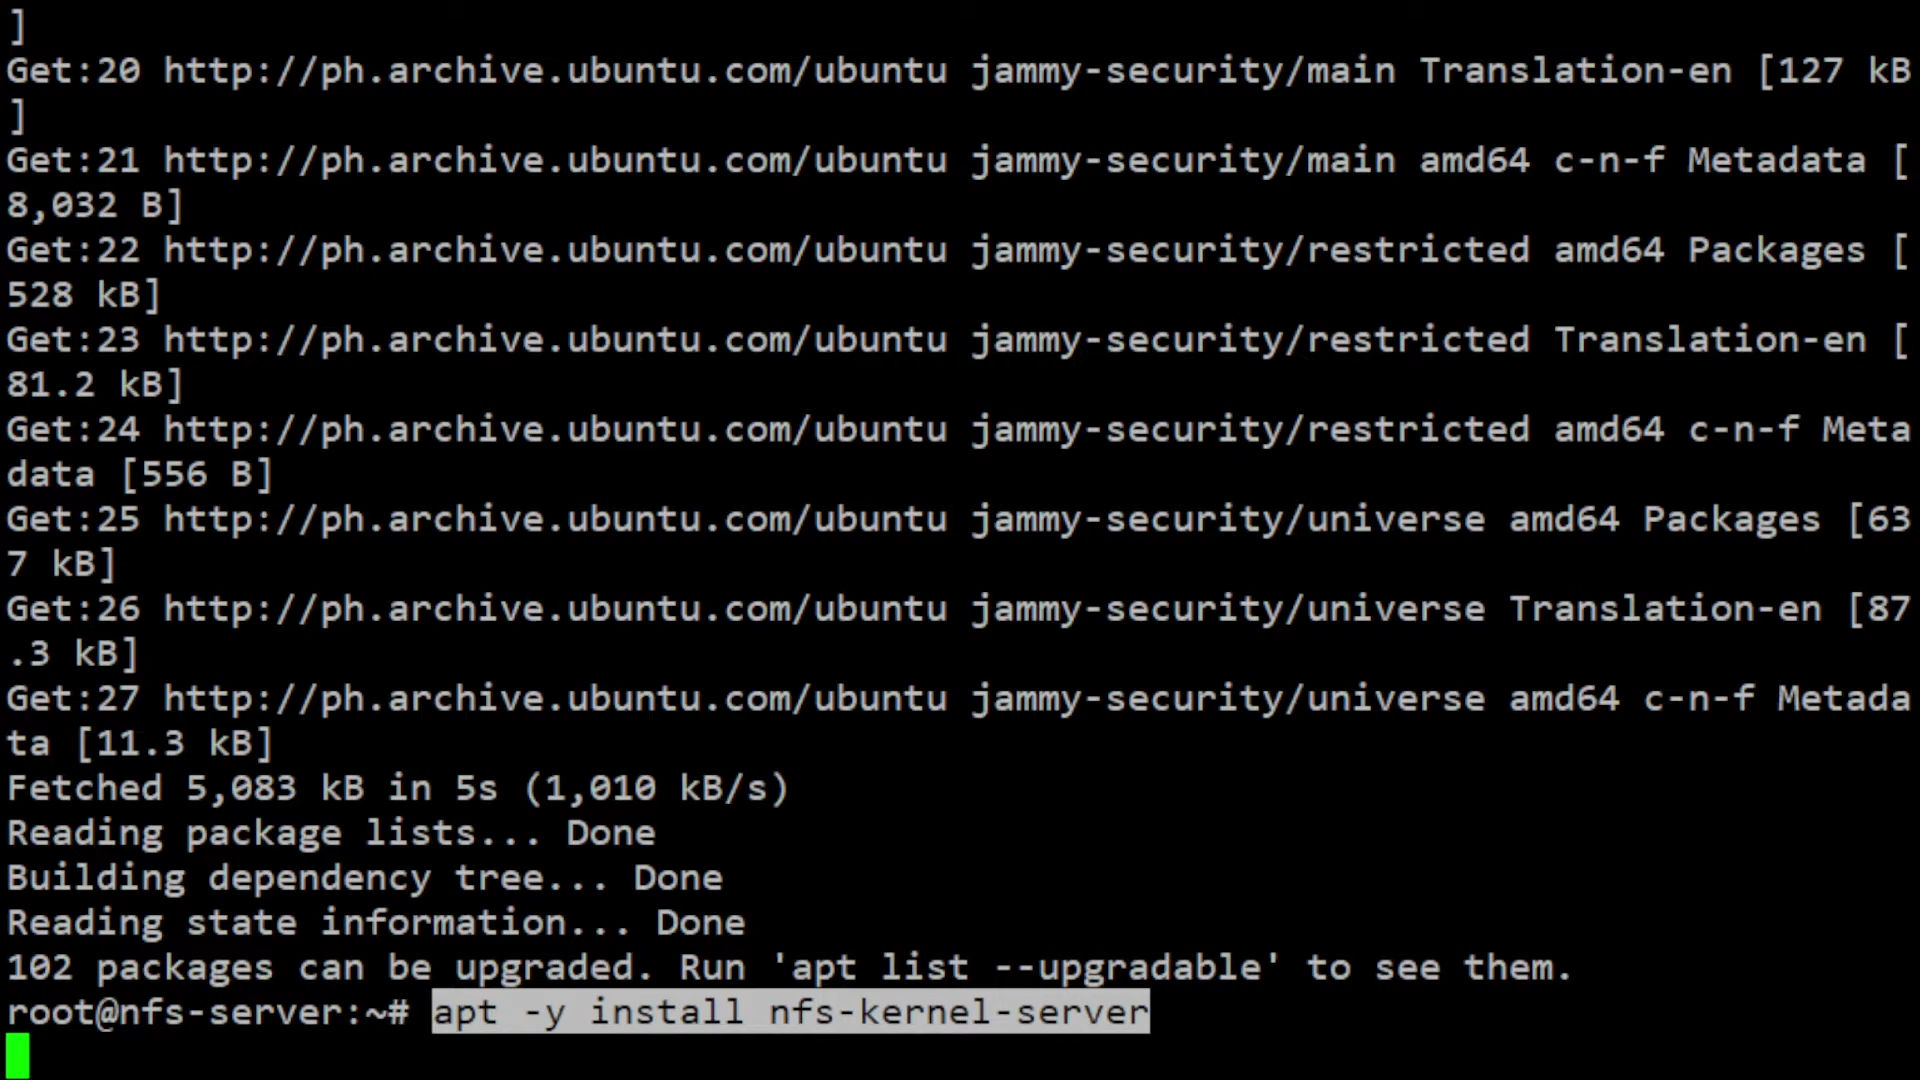 ]
Get:20 http://ph.archive.ubuntu.com/ubuntu jammy-security/main Translation-en [127 kB
]
Get:21 http://ph.archive.ubuntu.com/ubuntu jammy-security/main amd64 c-n-f Metadata [
8,032 B]
Get:22 http://ph.archive.ubuntu.com/ubuntu jammy-security/restricted amd64 Packages [
528 kB]
Get:23 http://ph.archive.ubuntu.com/ubuntu jammy-security/restricted Translation-en [
81.2 kB]
Get:24 http://ph.archive.ubuntu.com/ubuntu jammy-security/restricted amd64 c-n-f Meta
data [556 B]
Get:25 http://ph.archive.ubuntu.com/ubuntu jammy-security/universe amd64 Packages [63
7 kB]
Get:26 http://ph.archive.ubuntu.com/ubuntu jammy-security/universe Translation-en [87
.3 kB]
Get:27 http://ph.archive.ubuntu.com/ubuntu jammy-security/universe amd64 c-n-f Metada
ta [11.3 kB]
Fetched 5,083 kB in 5s (1,010 kB/s)
Reading package lists... Done
Building dependency tree... Done
Reading state information... Done
102 packages can be upgraded. Run 'apt list --upgradable' to see them.
root@nfs-server:~# apt -y install nfs-kernel-server